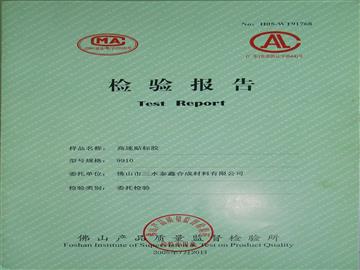 No: H05-WT91768
MA
CAL
检验报告
Test Report
样品名称: 高速贴标胶
型号规格: 9910
委托单位: 佛山市三水泰鑫合成材料有限公司
检验类别: 委托检验
佛山产品质量监督检验所
Foshan Institute of Supervision & Test on Product Quality